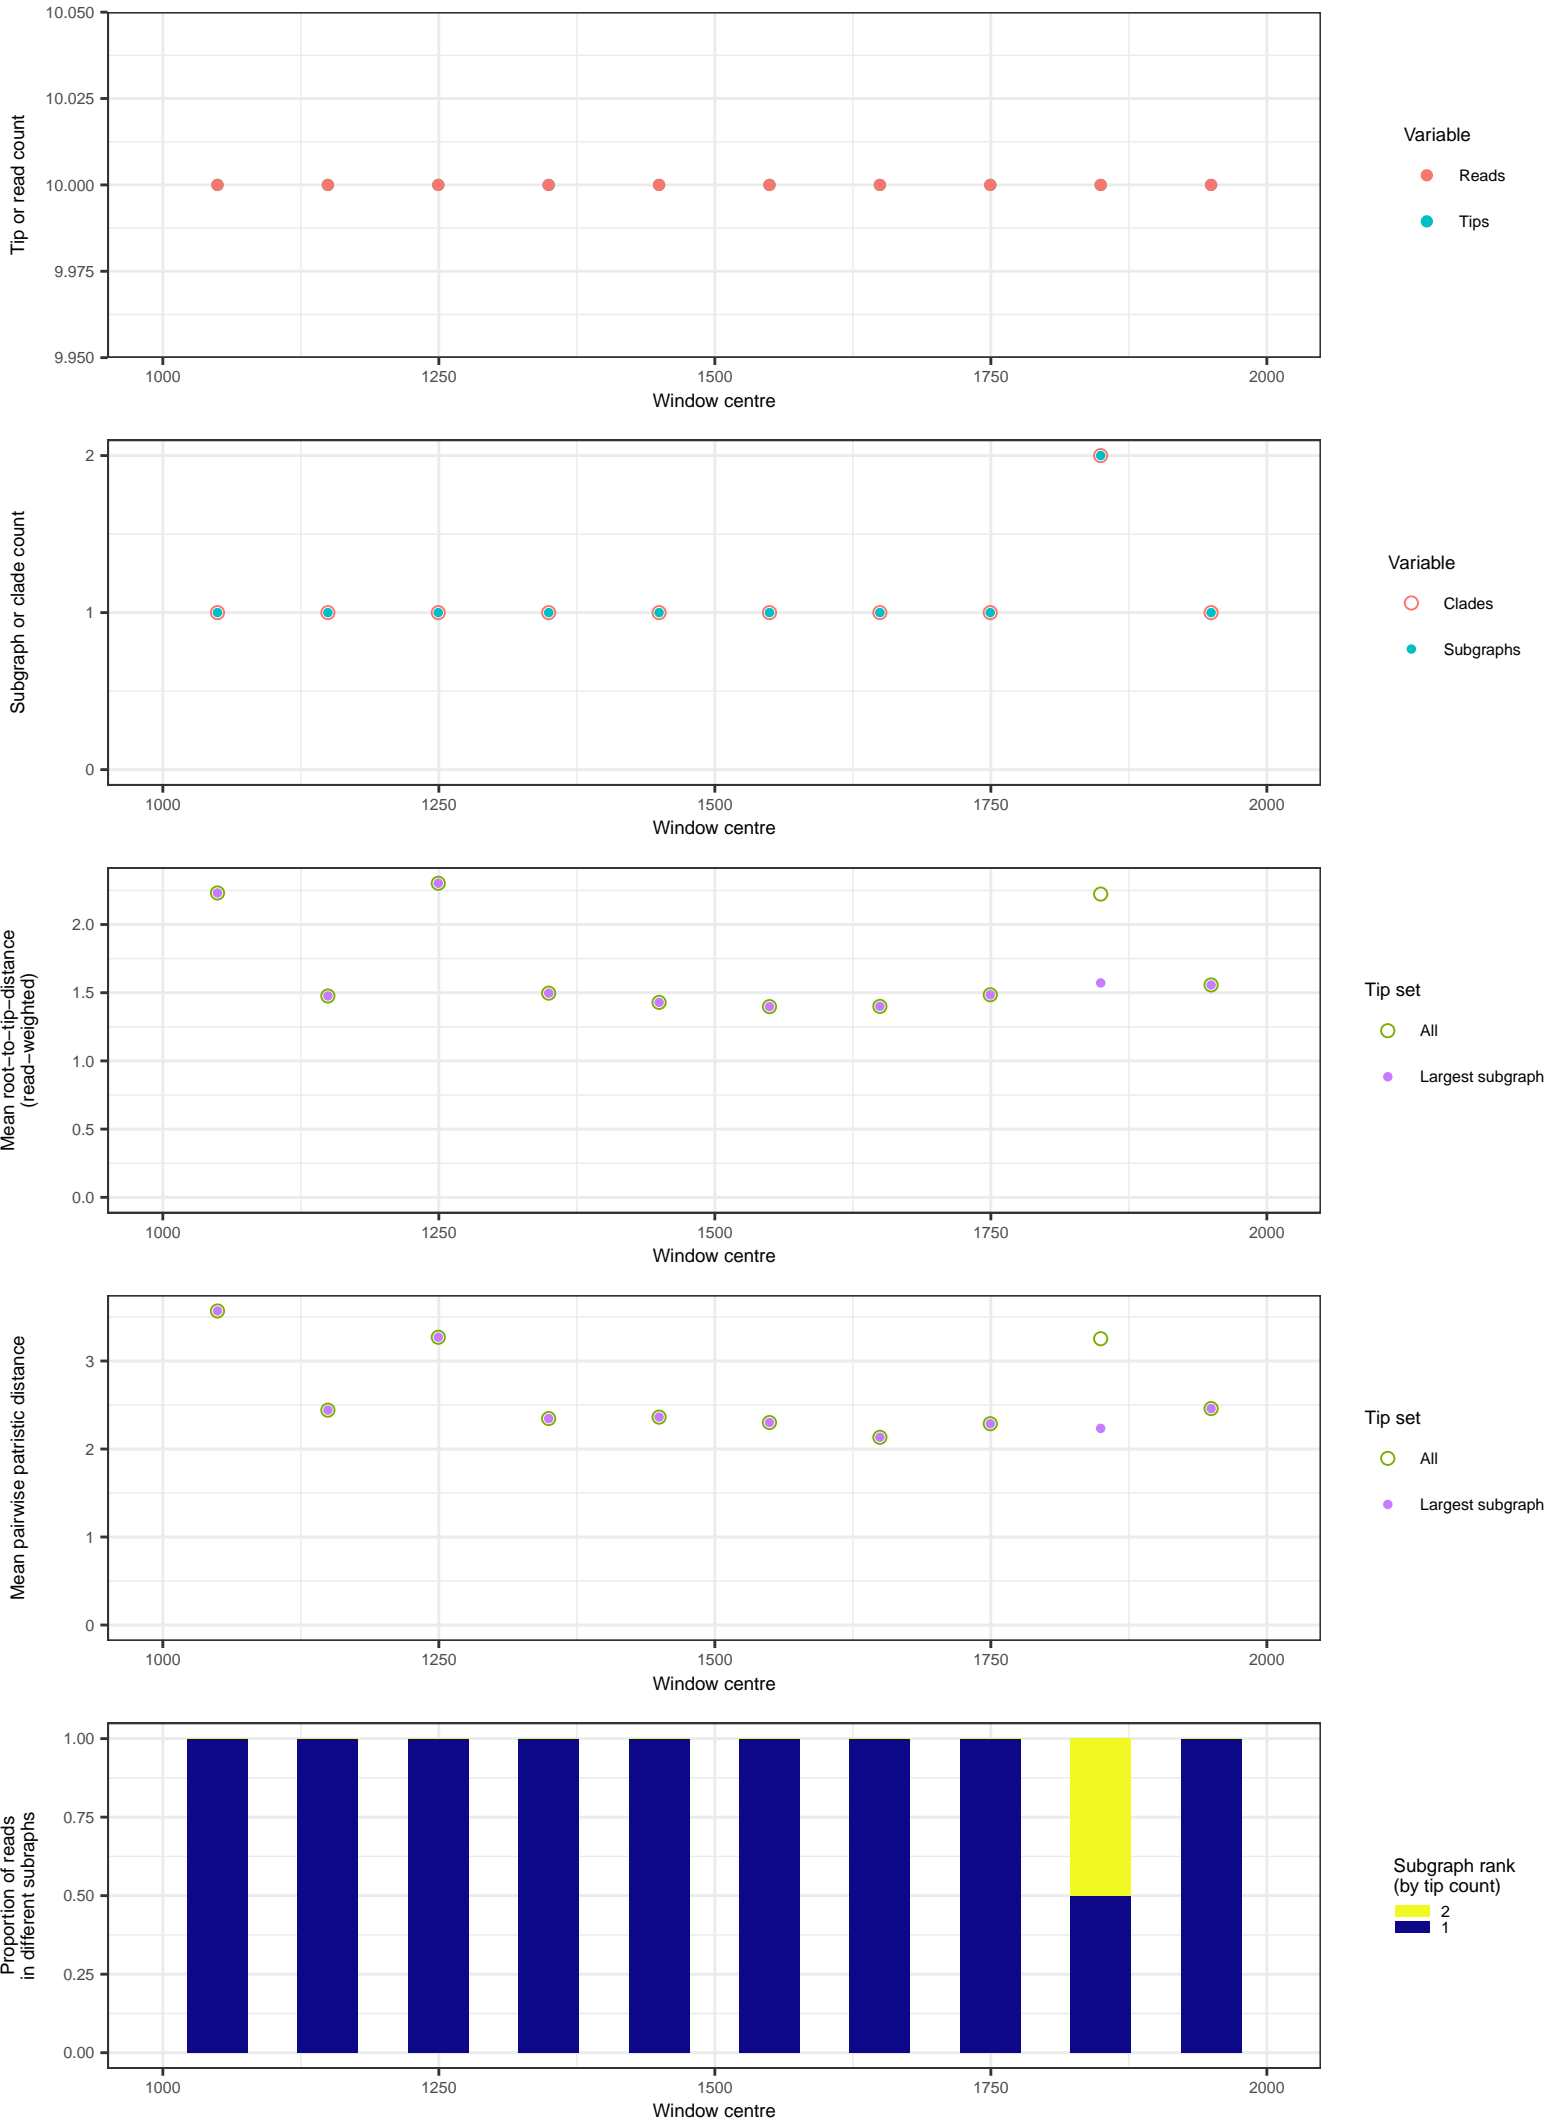 10.050
10.025
10.000
9.975
9.950
Tip or read count
1000 1250 1500 1750 2000
Window centre
Variable
Reads
Tips
2
1
0
Subgraph or clade count
1000 1250 1500 1750 2000
Window centre
Variable
Clades
Subgraphs
2.0
1.5
1.0
0.5
0.0
Mean root−to−tip−distance
(read−weighted)
1000 1250 1500 1750 2000
Window centre
Tip set
All
Largest subgraph
3
2
1
0
Mean pairwise patristic distance
1000 1250 1500 1750 2000
Window centre
Tip set
All
Largest subgraph
1.00
0.75
0.50
0.25
0.00
Proportion of reads
in different subraphs
1000 1250 1500 1750 2000
Window centre
Subgraph rank
(by tip count)
2
1